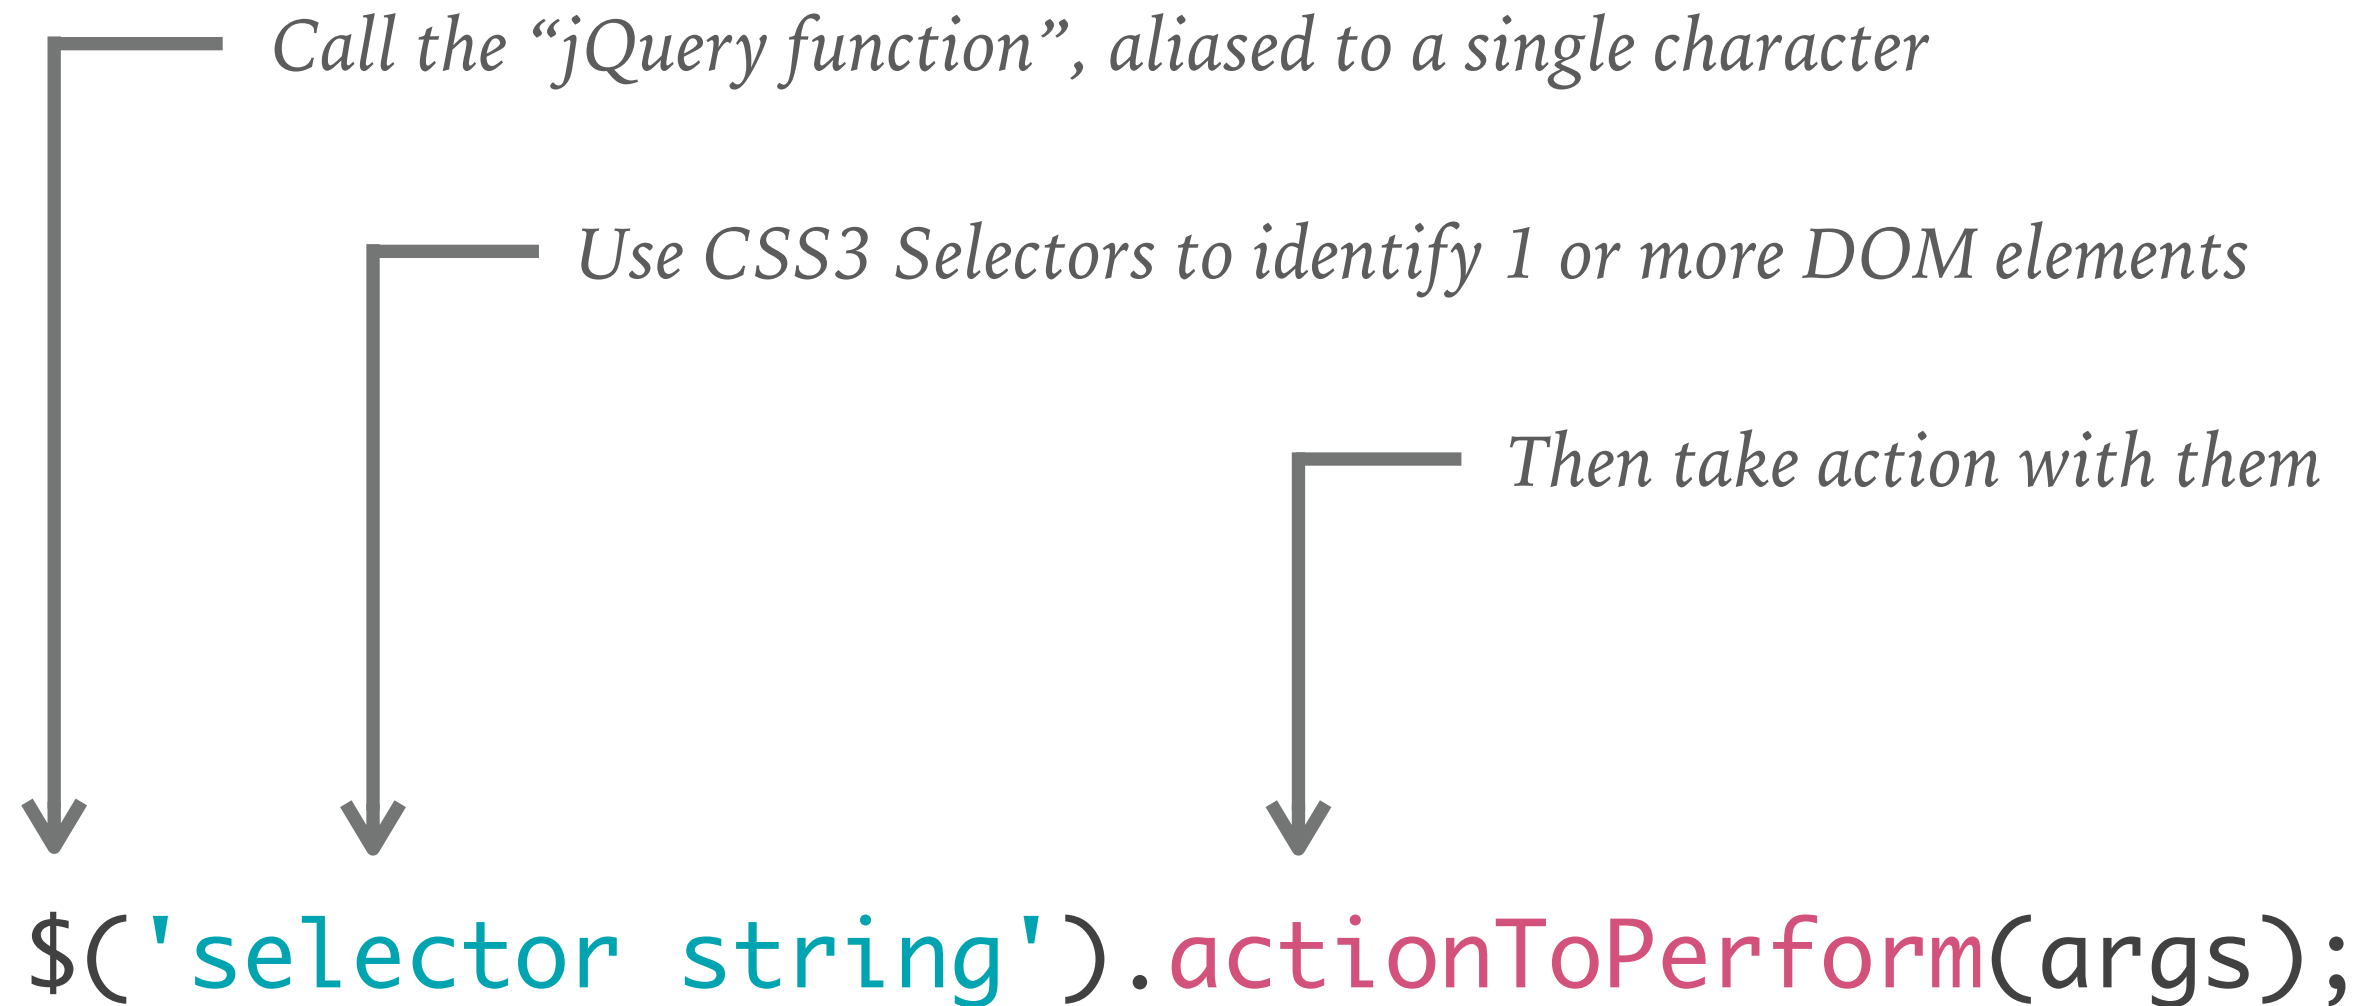 Call the “jQuery function”, aliased to a single character
Use CSS3 Selectors to identify 1 or more DOM elements
Then take action with them
$('selector string').actionToPerform(args);